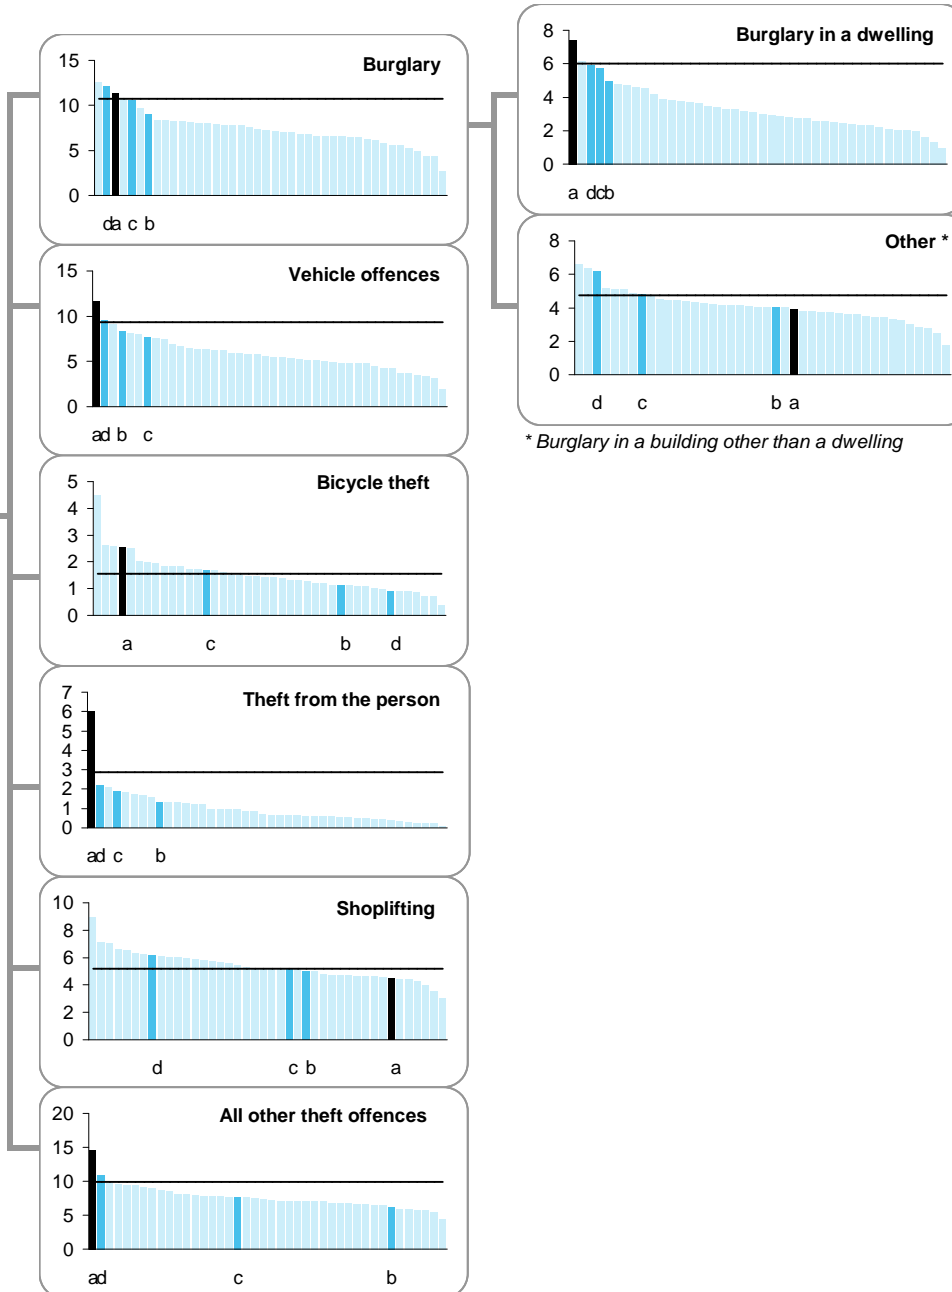 Burglary
15
10
5
0
da c b
Vehicle offences
15
10
5
0
ad b c
Bicycle theft
5
4
3
2
1
0
a c b d
Theft from the person
7
6
5
4
3
2
1
0
ad c b
Shoplifting
10
8
6
4
2
0
d c b a
All other theft offences
20
15
10
5
0
ad c b
Burglary in a dwelling
8
6
4
2
0
a dcb
Other *
8
6
4
2
0
d c b a
* Burglary in a building other than a dwelling